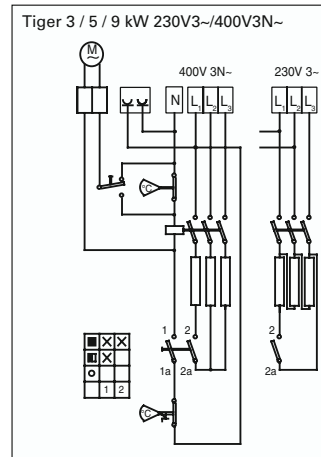 Tiger 3 / 5 / 9 kW 230V3~/400V3N~
M
~
400V 3N~ 230V 3~
N L1 L2 L3 L1 L2 L3
°C
1 2 2
1a 2a 2a
X X
X
1 2
°C